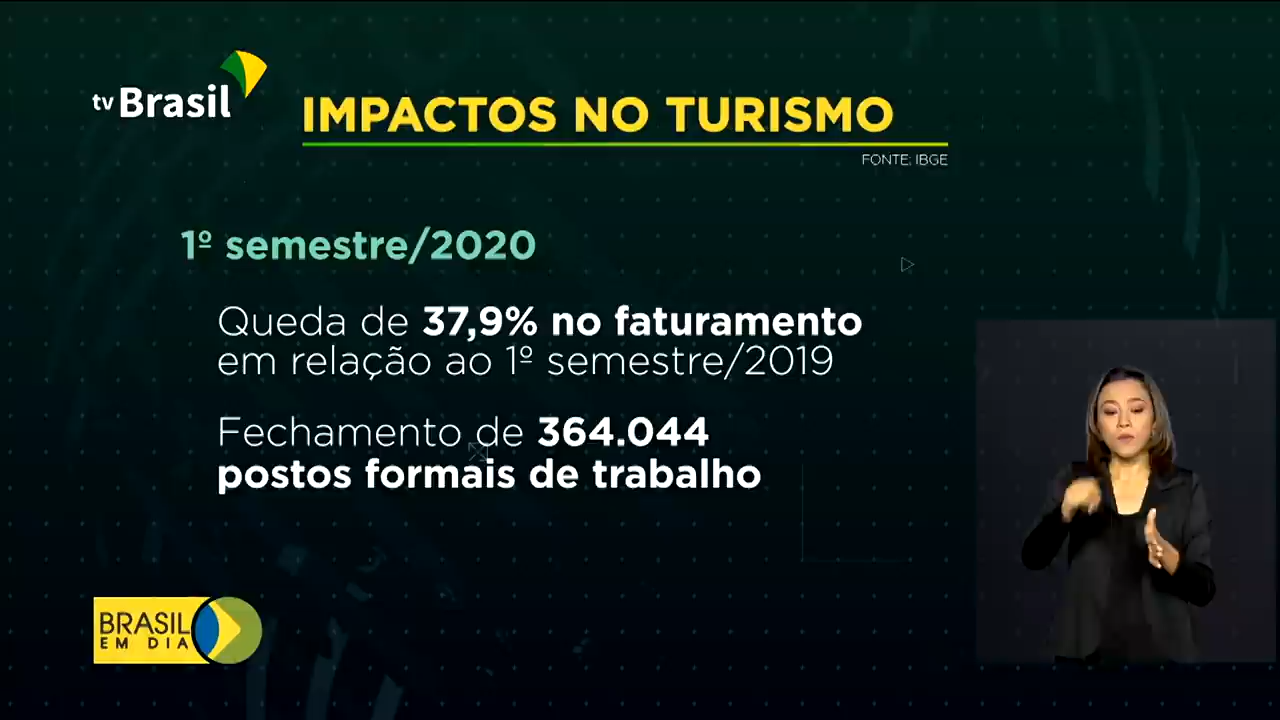 tv Brasil
IMPACTOS NO TURISMO
FONTE: IBGE
1º semestre/2020
Queda de 37,9% no faturamento
em relação ao 1º semestre/2019
Fechamento de 364.044
postos formais de trabalho
BRASIL
EM DIA